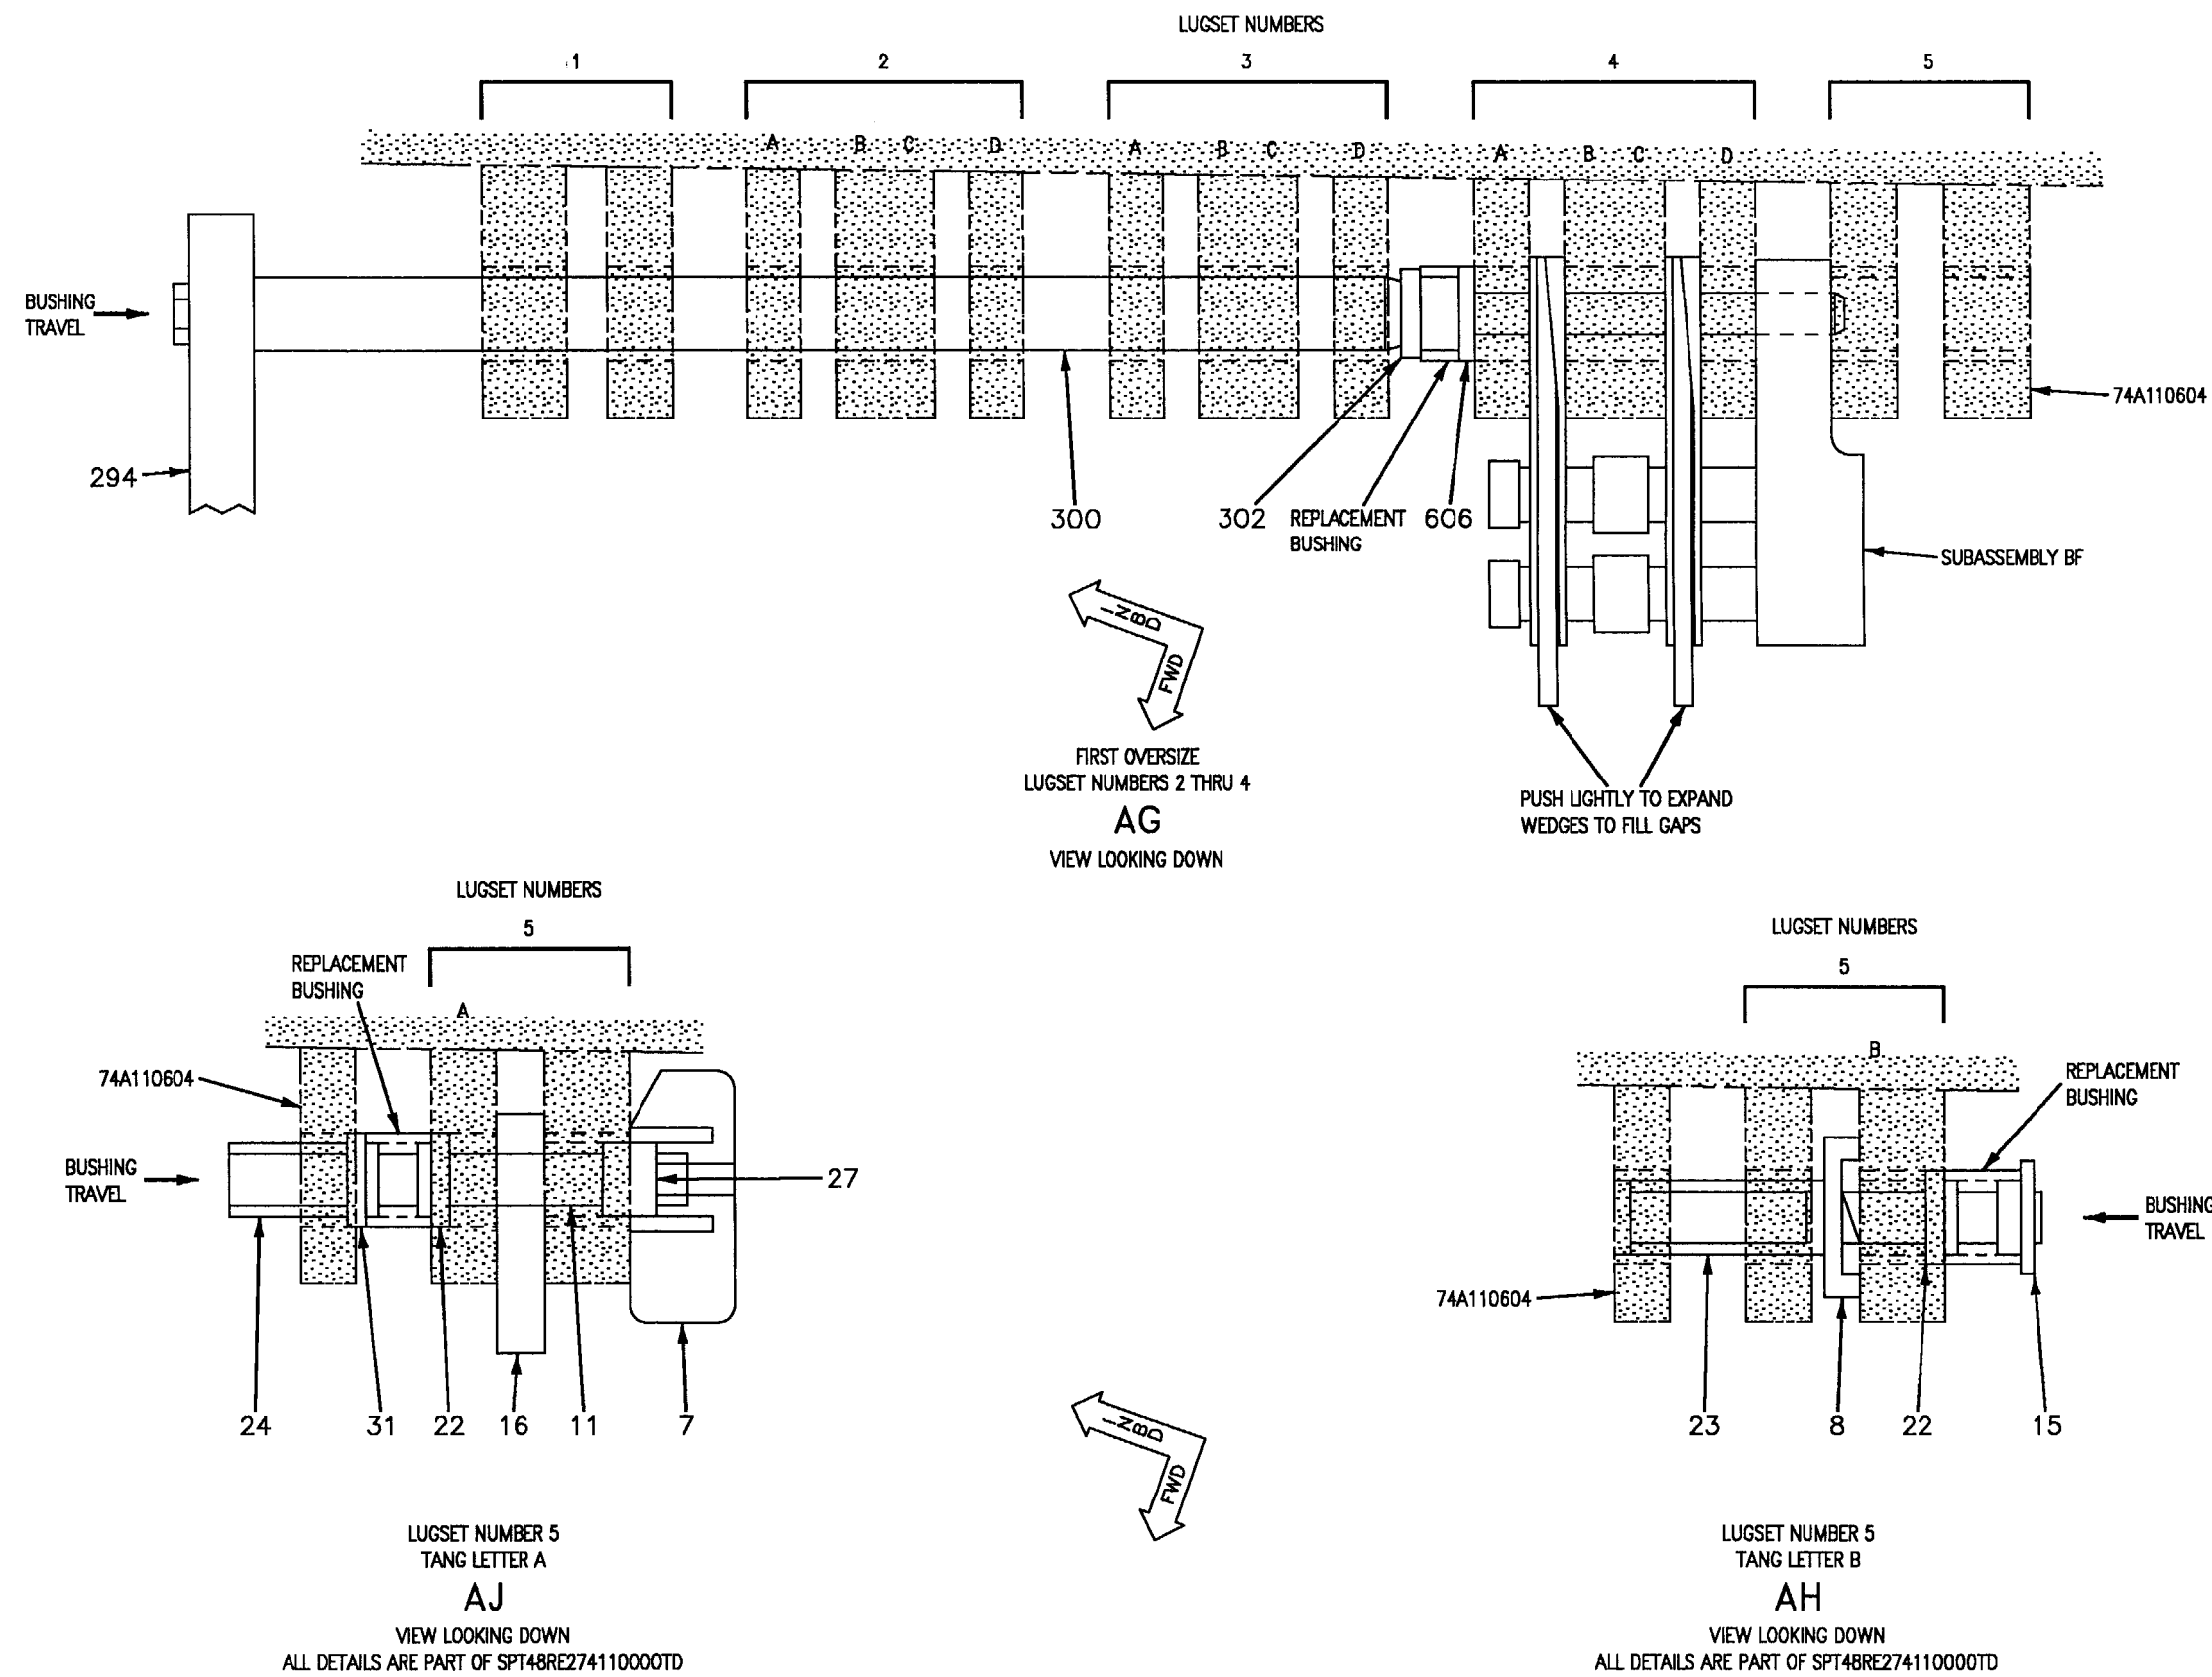 LUGSET NUMBERS
1 2 3 4 5
A B C D A B C D A B C D
BUSHING
TRAVEL
74A110604
294
300
302
REPLACEMENT
BUSHING
606
SUBASSEMBLY BF
INBD
FWD
PUSH LIGHTLY TO EXPAND
WEDGES TO FILL GAPS
FIRST OVERSIZE
LUGSET NUMBERS 2 THRU 4
AG
VIEW LOOKING DOWN
LUGSET NUMBERS
5
REPLACEMENT
BUSHING
A
74A110604
BUSHING
TRAVEL
27
24 31 22 16 11 7
LUGSET NUMBER 5
TANG LETTER A
AJ
VIEW LOOKING DOWN
ALL DETAILS ARE PART OF SPT48RE274110000TD
INBD
FWD
LUGSET NUMBERS
5
B
REPLACEMENT
BUSHING
BUSHING
TRAVEL
74A110604
23 8 22 15
LUGSET NUMBER 5
TANG LETTER B
AH
VIEW LOOKING DOWN
ALL DETAILS ARE PART OF SPT48RE274110000TD